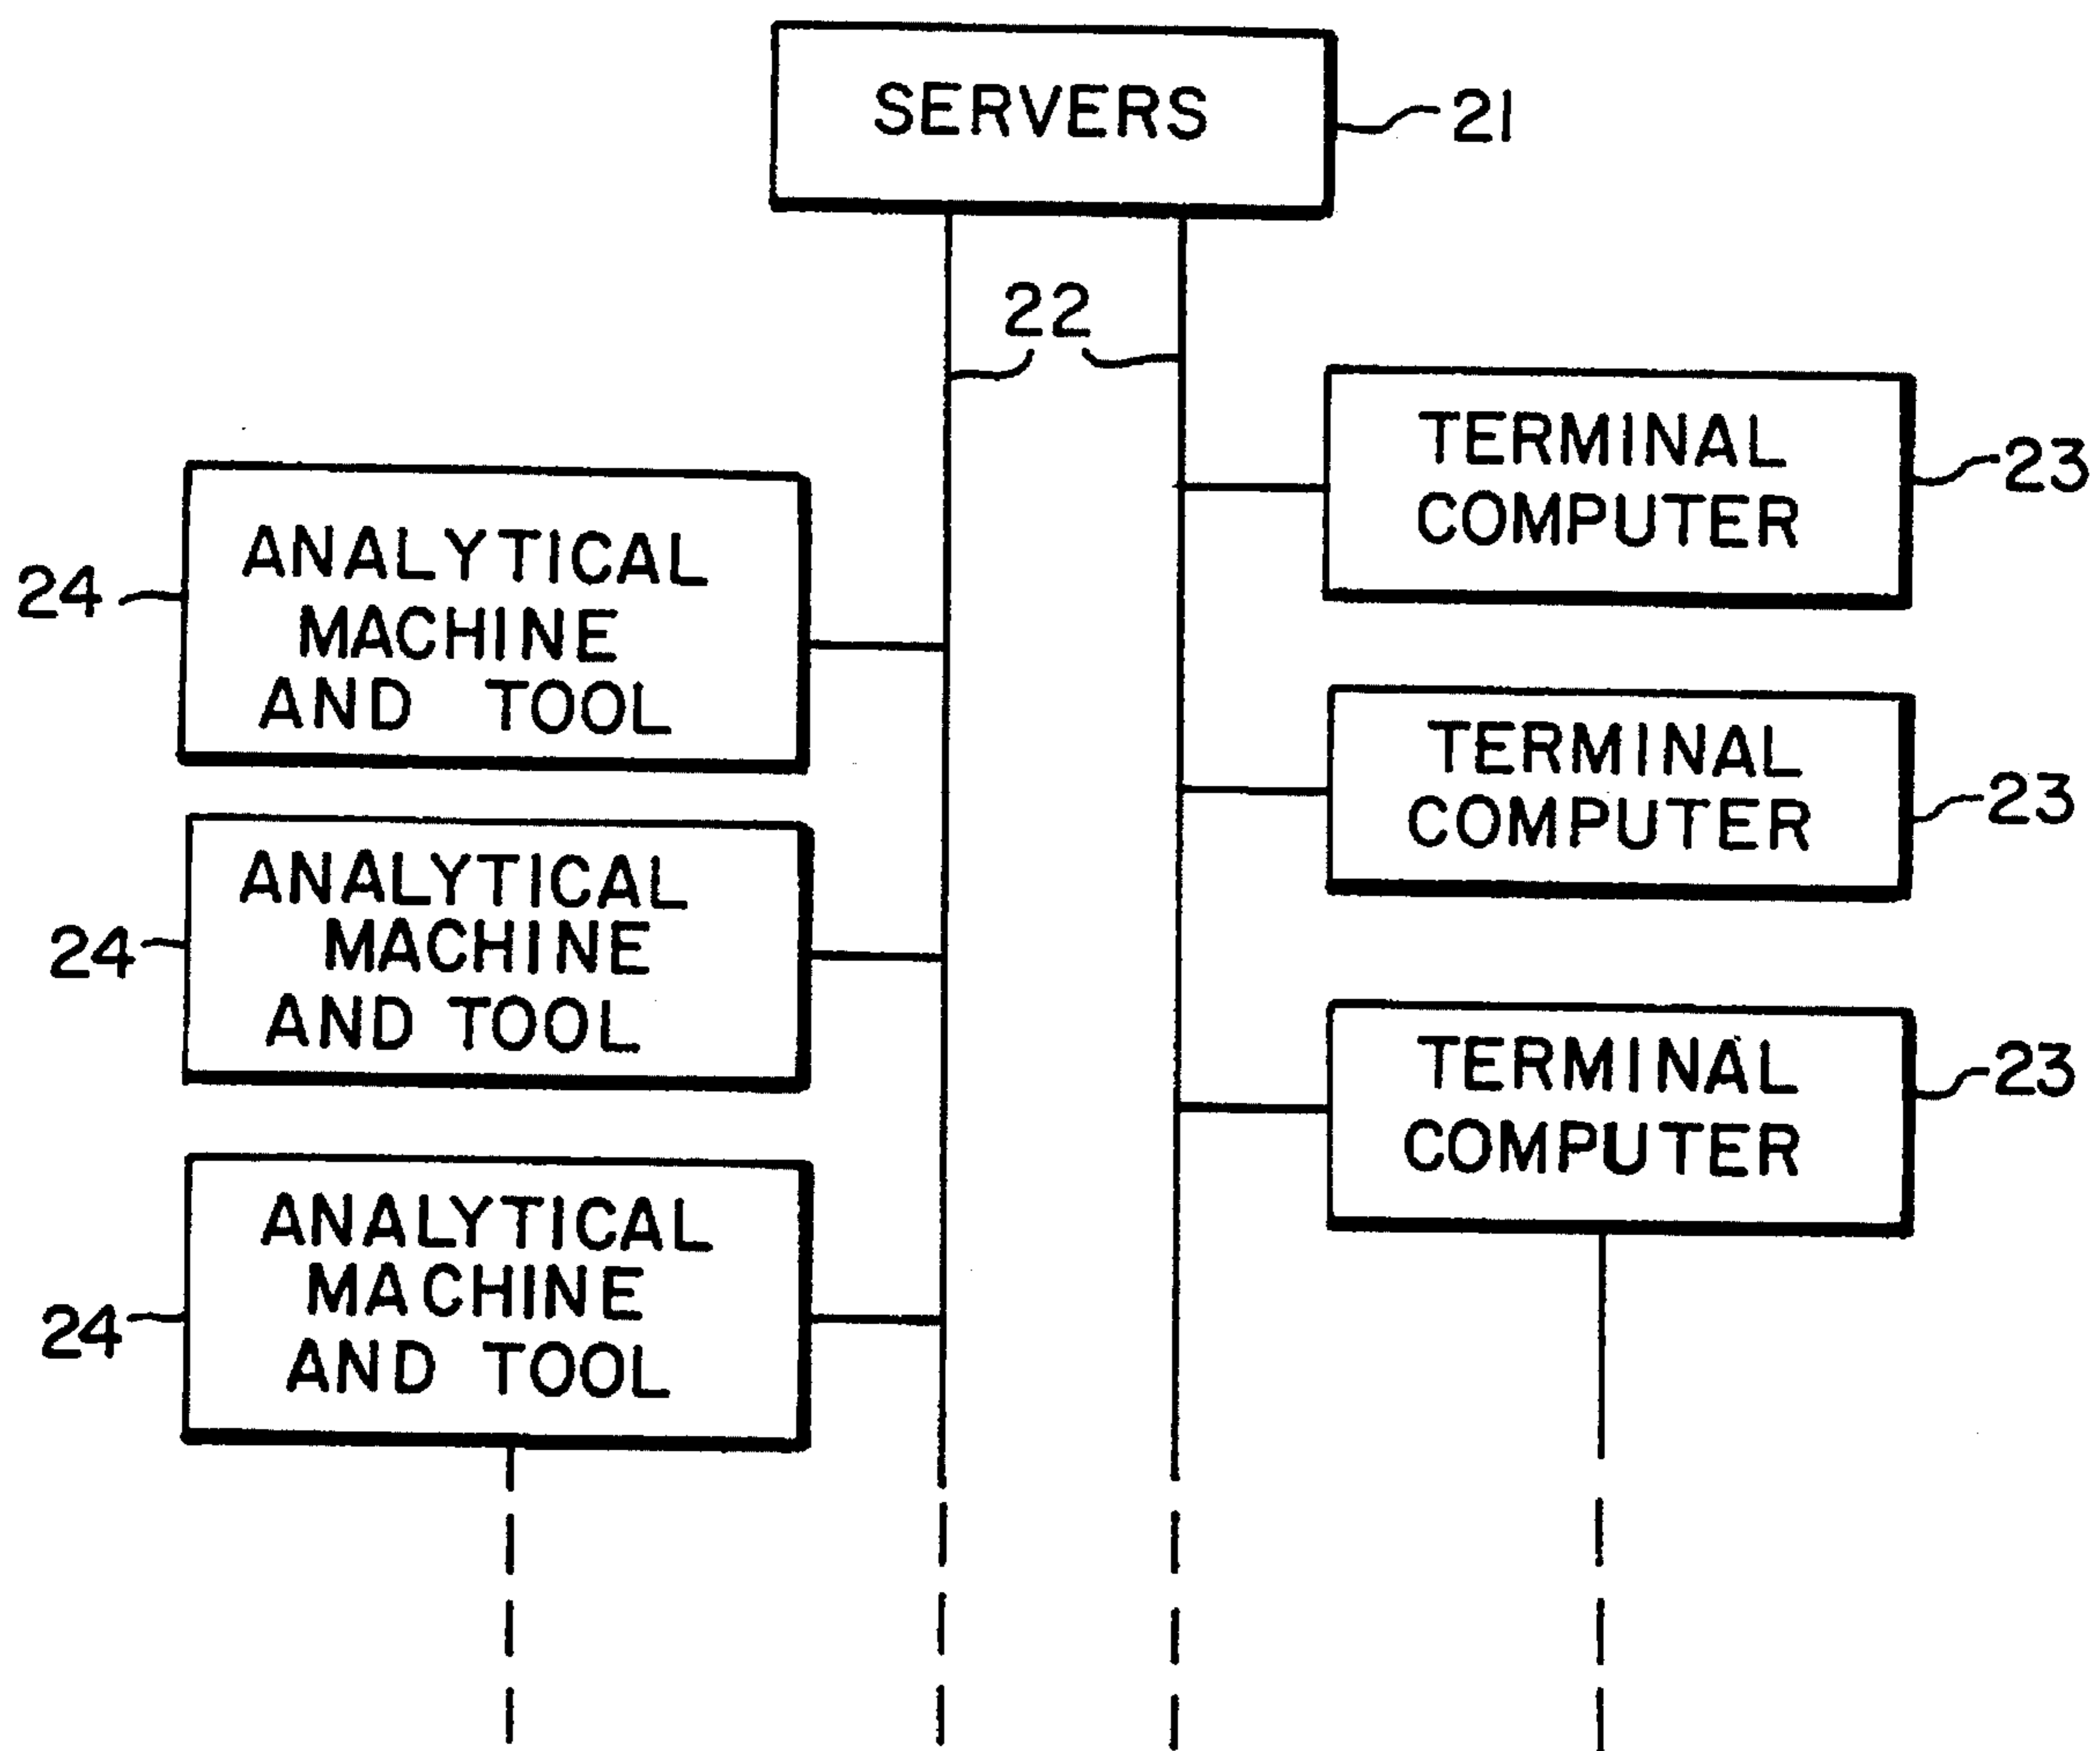 SERVERS
21
22
TERMINAL
COMPUTER
23
ANALYTICAL
MACHINE
AND TOOL
24
TERMINAL
COMPUTER
23
ANALYTICAL
MACHINE
AND TOOL
24
TERMINAL
COMPUTER
23
ANALYTICAL
MACHINE
AND TOOL
24